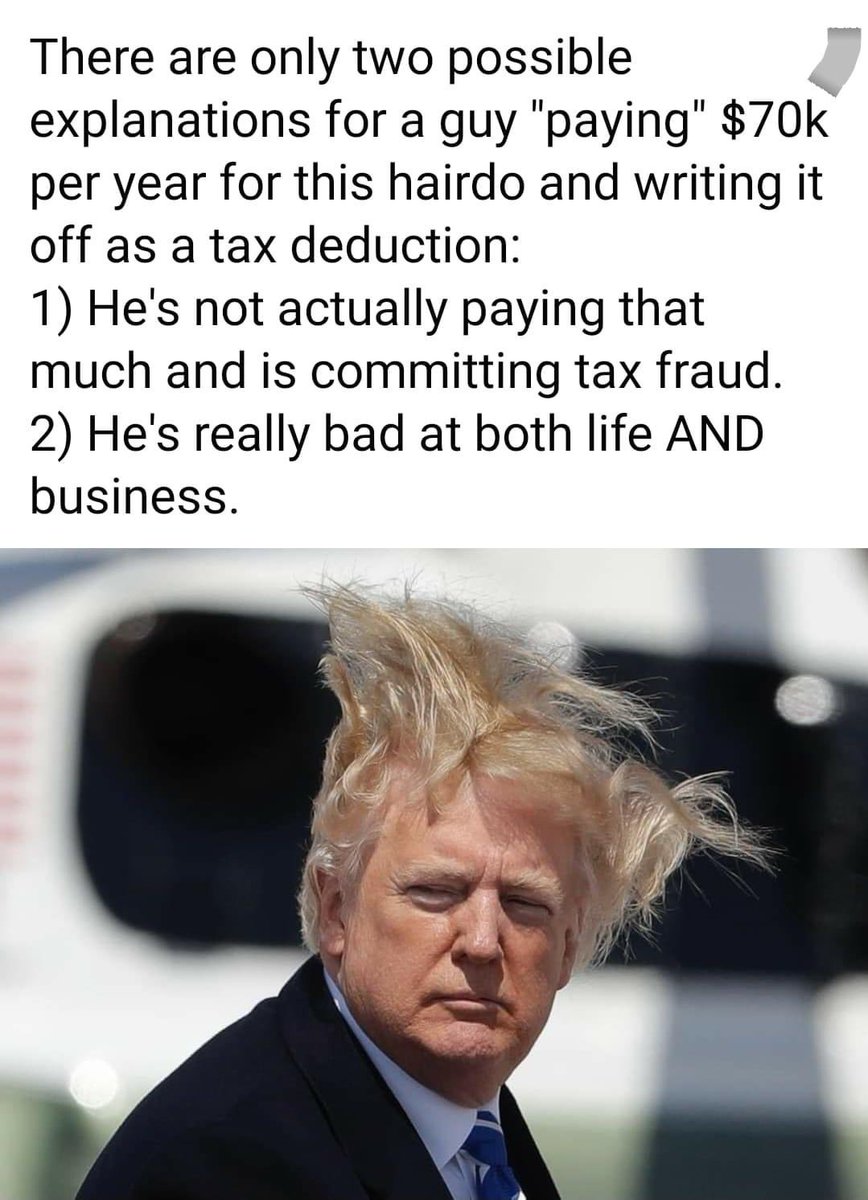 There are only two possible
explanations for a guy "paying" $70k
per year for this hairdo and writing it
off as a tax deduction:
1) He's not actually paying that
much and is committing tax fraud.
2) He's really bad at both life AND
business.